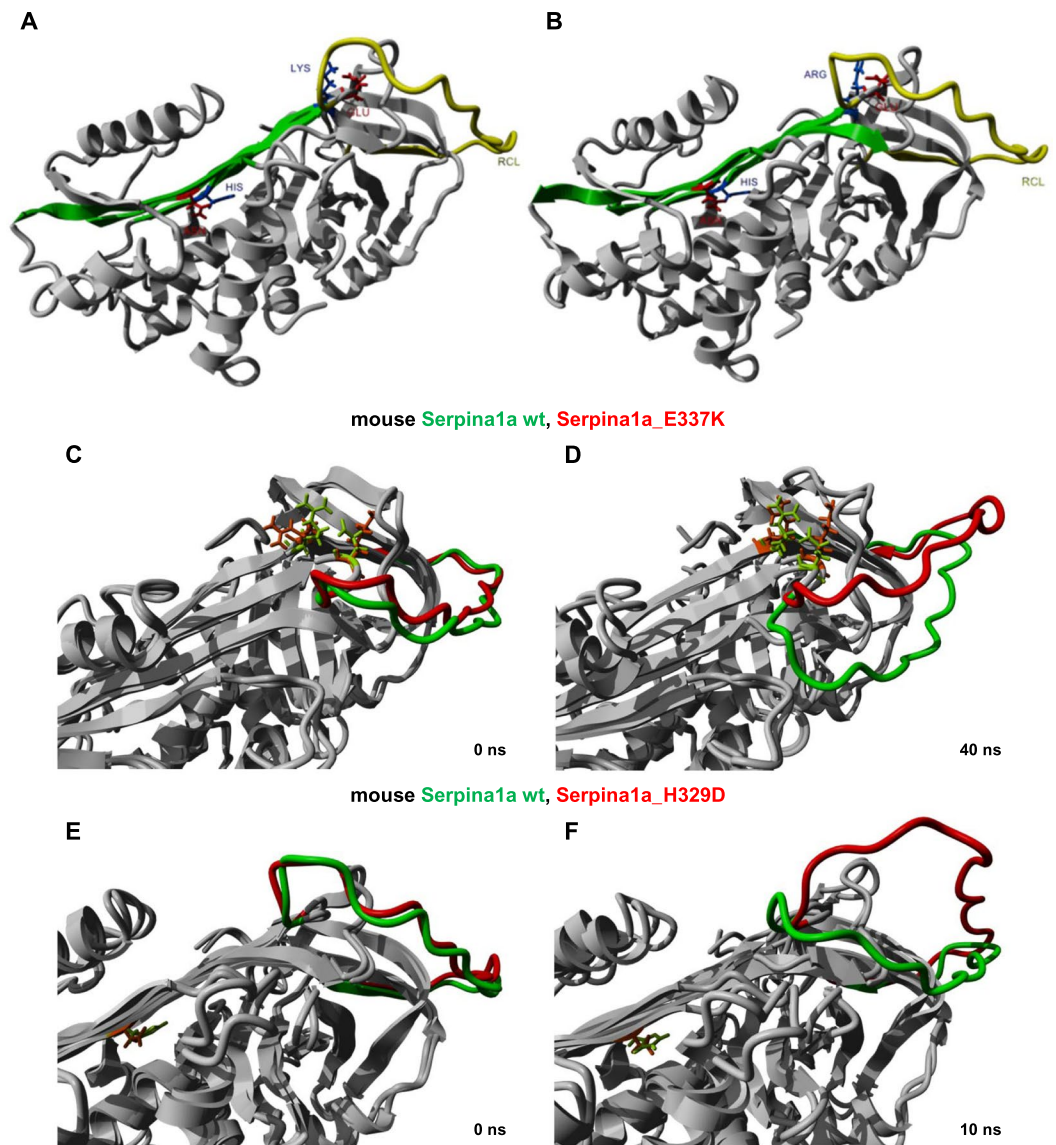 A
B
LYS
GLU
RCL
HIS
ARG
GLU
RCL
HIS
mouse Serpina1a wt, Serpina1a_E337K
C
D
0 ns
40 ns
mouse Serpina1a wt, Serpina1a_H329D
E
F
0 ns
10 ns